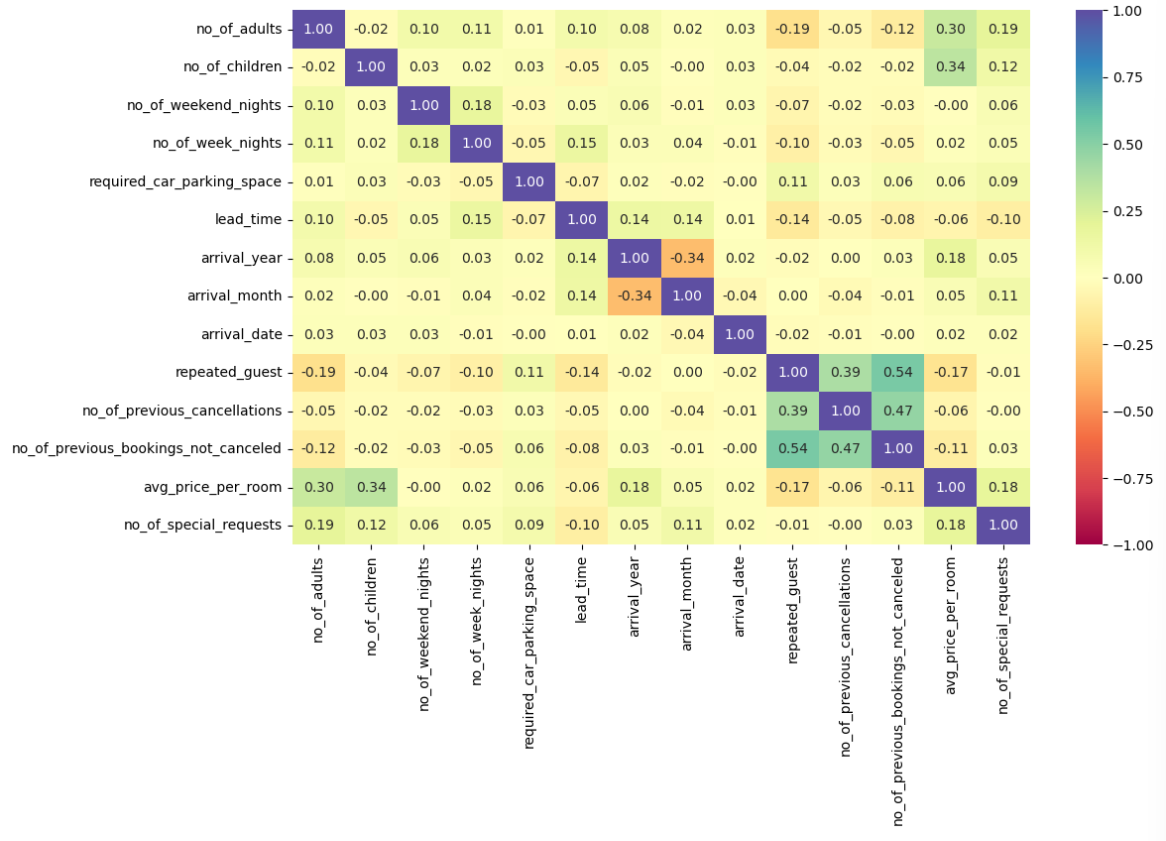 no_of_adults 1.00 -0.02 0.10 0.11 0.01 0.10 0.08 0.02 0.03 -0.19 -0.05 -0.12 0.30 0.19 1.00
no_of_children -0.02 1.00 0.03 0.02 0.03 -0.05 0.05 -0.00 0.03 -0.04 -0.02 -0.02 0.34 0.12 0.75
no_of_weekend_nights 0.10 0.03 1.00 0.18 -0.03 0.05 0.06 -0.01 0.03 -0.07 -0.02 -0.03 -0.00 0.06
no_of_week_nights 0.11 0.02 0.18 1.00 -0.05 0.15 0.03 0.04 -0.01 -0.10 -0.03 -0.05 0.02 0.05 0.50
required_car_parking_space 0.01 0.03 -0.03 -0.05 1.00 -0.07 0.02 -0.02 -0.00 0.11 0.03 0.06 0.06 0.09
lead_time 0.10 -0.05 0.05 0.15 -0.07 1.00 0.14 0.14 0.01 -0.14 -0.05 -0.08 -0.06 -0.10 0.25
arrival_year 0.08 0.05 0.06 0.03 0.02 0.14 1.00 -0.34 0.02 -0.02 0.00 0.03 0.18 0.05 0.00
arrival_month 0.02 -0.00 -0.01 0.04 -0.02 0.14 -0.34 1.00 -0.04 0.00 -0.04 -0.01 0.05 0.11
arrival_date 0.03 0.03 0.03 -0.01 -0.00 0.01 0.02 -0.04 1.00 -0.02 -0.01 -0.00 0.02 0.02 −0.25
repeated_guest -0.19 -0.04 -0.07 -0.10 0.11 -0.14 -0.02 0.00 -0.02 1.00 0.39 0.54 -0.17 -0.01
no_of_previous_cancellations -0.05 -0.02 -0.02 -0.03 0.03 -0.05 0.00 -0.04 -0.01 0.39 1.00 0.47 -0.06 -0.00 −0.50
no_of_previous_bookings_not_canceled -0.12 -0.02 -0.03 -0.05 0.06 -0.08 0.03 -0.01 -0.00 0.54 0.47 1.00 -0.11 0.03
avg_price_per_room 0.30 0.34 -0.00 0.02 0.06 -0.06 0.18 0.05 0.02 -0.17 -0.06 -0.11 1.00 0.18 −0.75
no_of_special_requests 0.19 0.12 0.06 0.05 0.09 -0.10 0.05 0.11 0.02 -0.01 -0.00 0.03 0.18 1.00 −1.00
no_of_adults
no_of_children
no_of_weekend_nights
no_of_week_nights
required_car_parking_space
lead_time
arrival_year
arrival_month
arrival_date
repeated_guest
no_of_previous_cancellations
no_of_previous_bookings_not_canceled
avg_price_per_room
no_of_special_requests